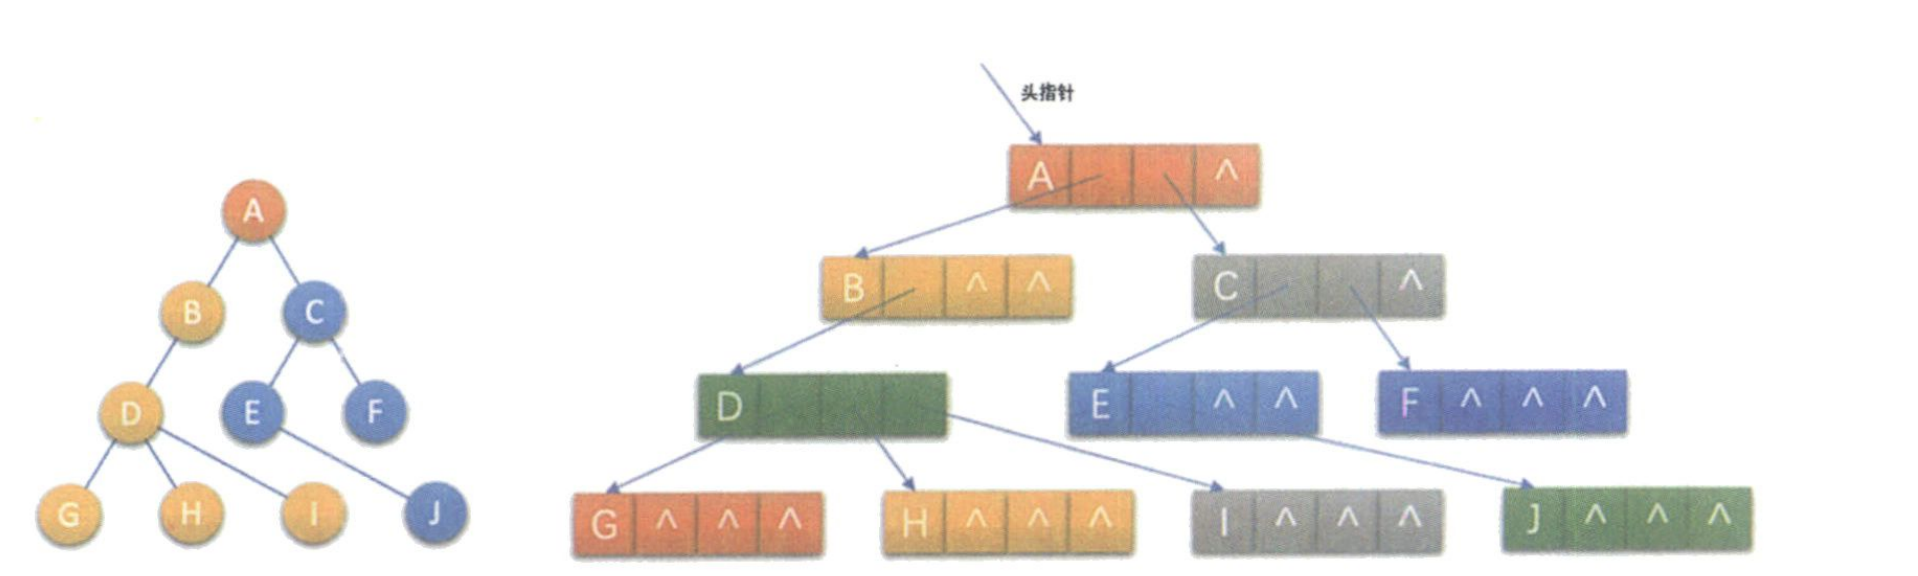 头指针
A ^
A
B ^ ^
C ^
B C
D
E ^ ^
F ^ ^ ^
D E F
G ^ ^ ^
H ^ ^ ^
I ^ ^ ^
J ^ ^ ^
G H I J